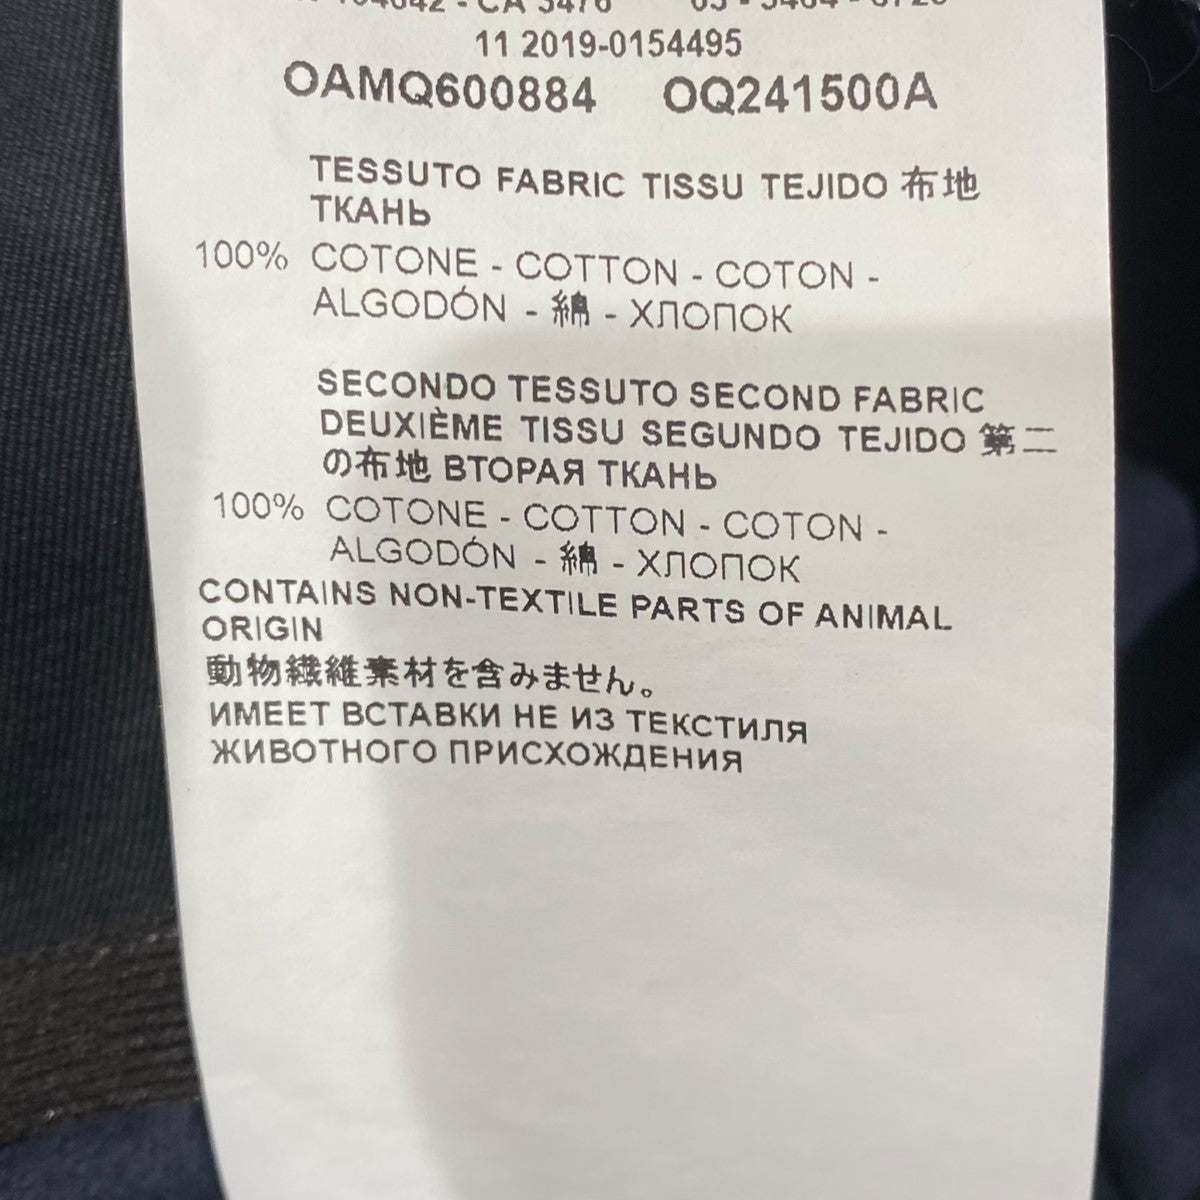 11 2019-0154495
OAMQ600884 OQ241500A
TESSUTO FABRIC TISSU TEJIDO 布地
ТКАНЬ
100% COTONE - COTTON - COTON -
ALGODÓN - 綿 - ХЛОПОК
SECONDO TESSUTO SECOND FABRIC
DEUXIÈME TISSU SEGUNDO TEJIDO 第二
の布地 ВТОРАЯ ТКАНЬ
100% COTONE - COTTON - COTON -
ALGODÓN - 綿 - ХЛОПОК
CONTAINS NON-TEXTILE PARTS OF ANIMAL
ORIGIN
動物繊維素材を含みません。
ИМЕЕТ ВСТАВКИ НЕ ИЗ ТЕКСТИЛЯ
ЖИВОТНОГО ПРИСХОЖДЕНИЯ